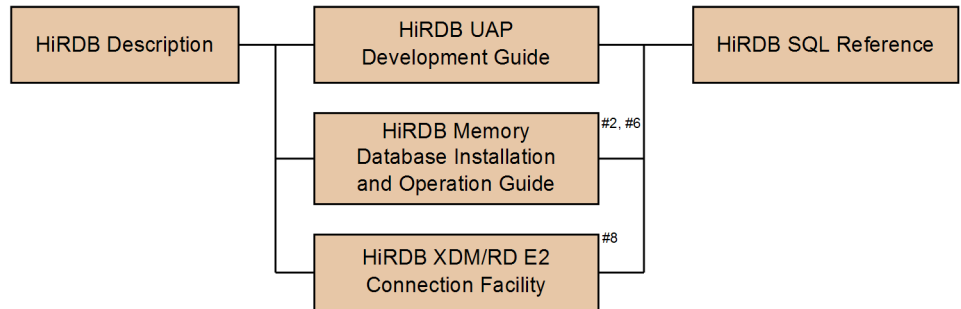 HiRDB Description
HiRDB UAP
Development Guide
HiRDB SQL Reference
#2, #6
HiRDB Memory
Database Installation
and Operation Guide
#8
HiRDB XDM/RD E2
Connection Facility